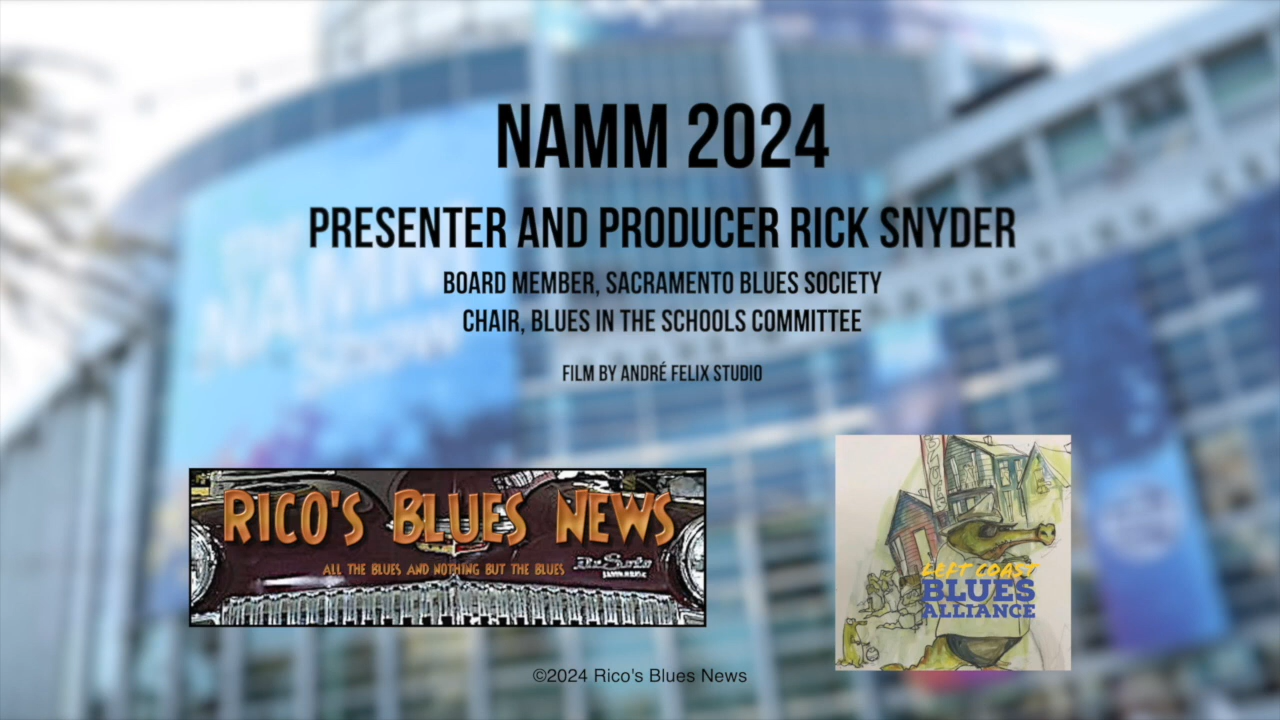 NAMM 2024
PRESENTER AND PRODUCER RICK SNYDER
BOARD MEMBER, SACRAMENTO BLUES SOCIETY
CHAIR, BLUES IN THE SCHOOLS COMMITTEE
FILM BY ANDRÉ FELIX STUDIO
RICO'S BLUES NEWS
ALL THE BLUES AND NOTHING BUT THE BLUES
DeSoto
LEFT COAST
BLUES
ALLIANCE
©2024 Rico's Blues News
NAMM